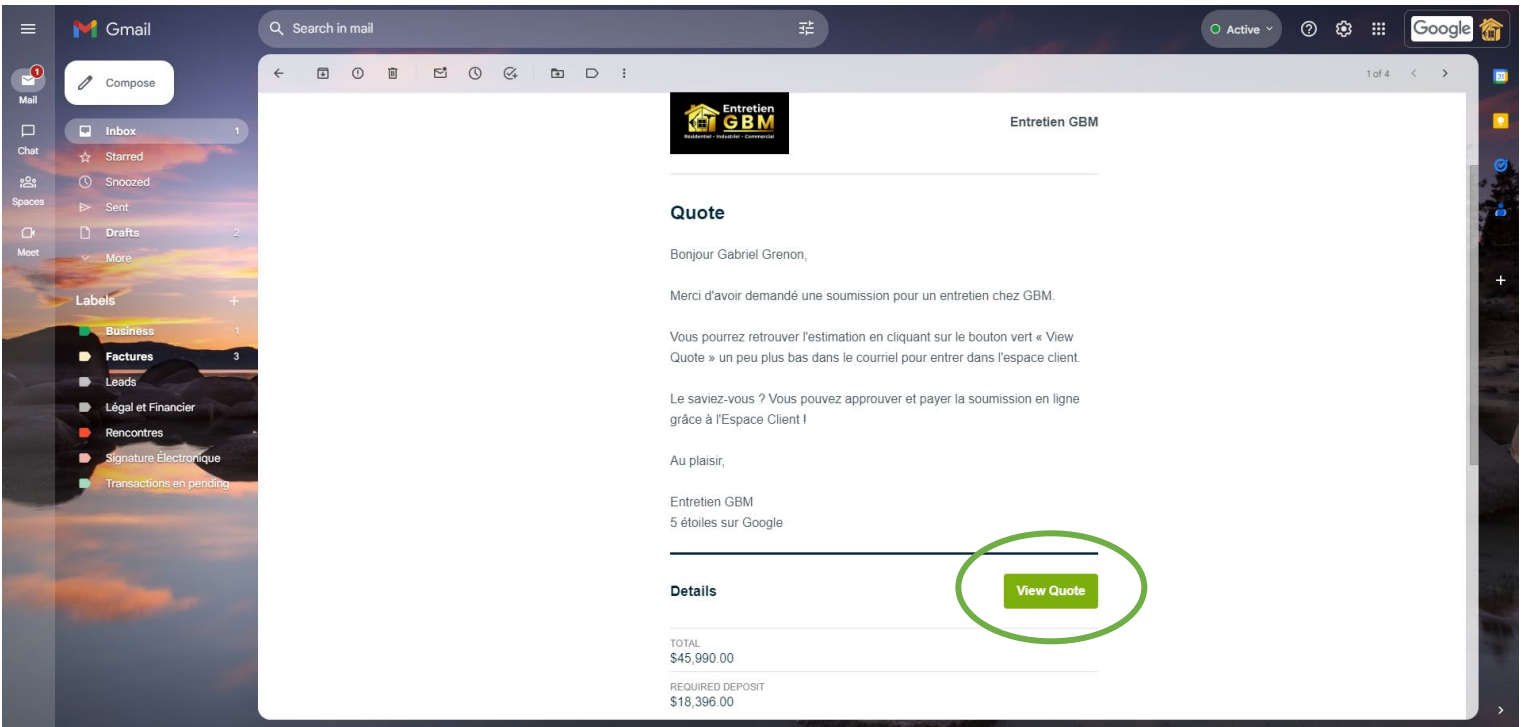 Gmail
Search in mail
Active
Google
1
Mail
Compose
1 of 4
31
Inbox 1
Chat
Starred
Snoozed
Spaces
Sent
Drafts 2
Meet
More
Labels
Business 1
Factures 3
Leads
Légal et Financier
Rencontres
Signature Électronique
Transactions en pending
Entretien
GBM
Résidentiel - Industriel - Commercial
Entretien GBM
Quote
Bonjour Gabriel Grenon,
Merci d'avoir demandé une soumission pour un entretien chez GBM.
Vous pourrez retrouver l'estimation en cliquant sur le bouton vert « View
Quote » un peu plus bas dans le courriel pour entrer dans l'espace client.
Le saviez-vous ? Vous pouvez approuver et payer la soumission en ligne
grâce à l'Espace Client !
Au plaisir,
Entretien GBM
5 étoiles sur Google
Details
View Quote
TOTAL
$45,990.00
REQUIRED DEPOSIT
$18,396.00